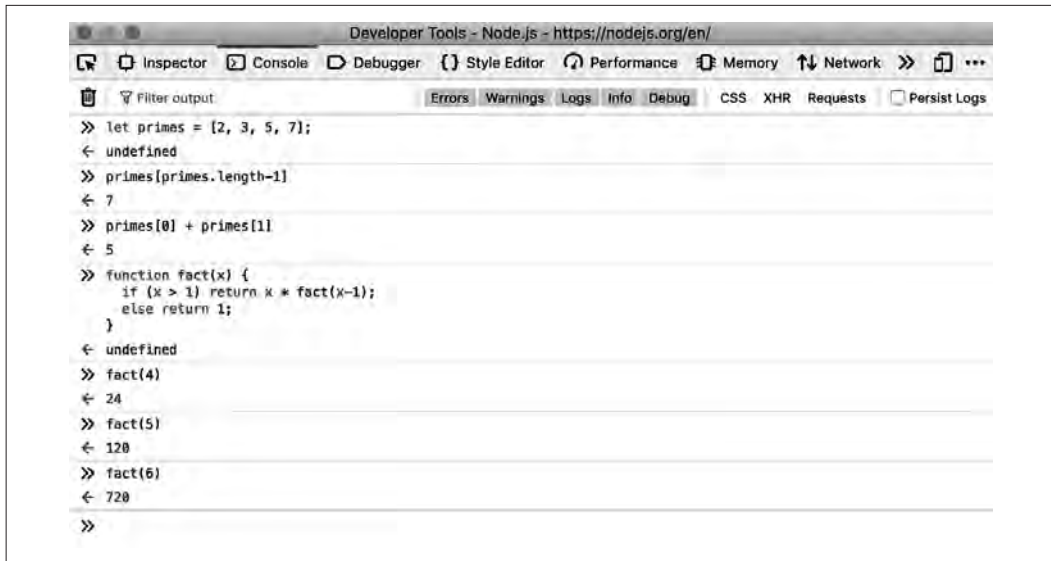 Developer Tools - Node.js - https://nodejs.org/en/
Inspector Console Debugger {} Style Editor Performance Memory Network » •••
Filter output Errors Warnings Logs Info Debug CSS XHR Requests Persist Logs
» let primes = [2, 3, 5, 7];
← undefined
» primes[primes.length-1]
← 7
» primes[0] + primes[1]
← 5
» function fact(x) {
if (x > 1) return x * fact(x-1);
else return 1;
}
← undefined
» fact(4)
← 24
» fact(5)
← 120
» fact(6)
← 720
»